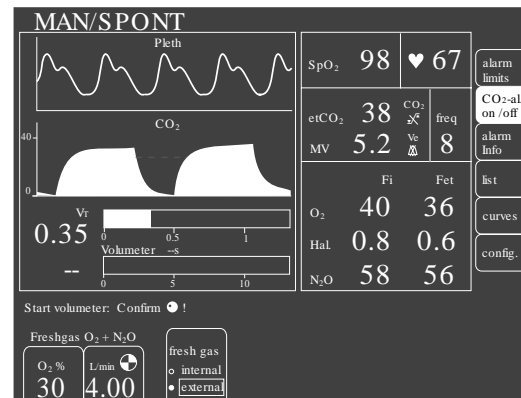 MAN/SPONT
Pleth
CO₂
40
0
Vr
0.35
0 0.5 1
Volumeter --s
--
0 5 10
SpO₂ 98 ♥ 67
etCO₂ 38 CO₂ freq
MV 5.2 Ve 8
Fi Fet
O₂ 40 36
Hal. 0.8 0.6
N₂O 58 56
alarm
limits
CO₂-al.
on /off
alarm
Info
list
curves
config.
Start volumeter: Confirm !
Freshgas O₂ + N₂O
O₂ % L/min
30 4.00
fresh gas
internal
external